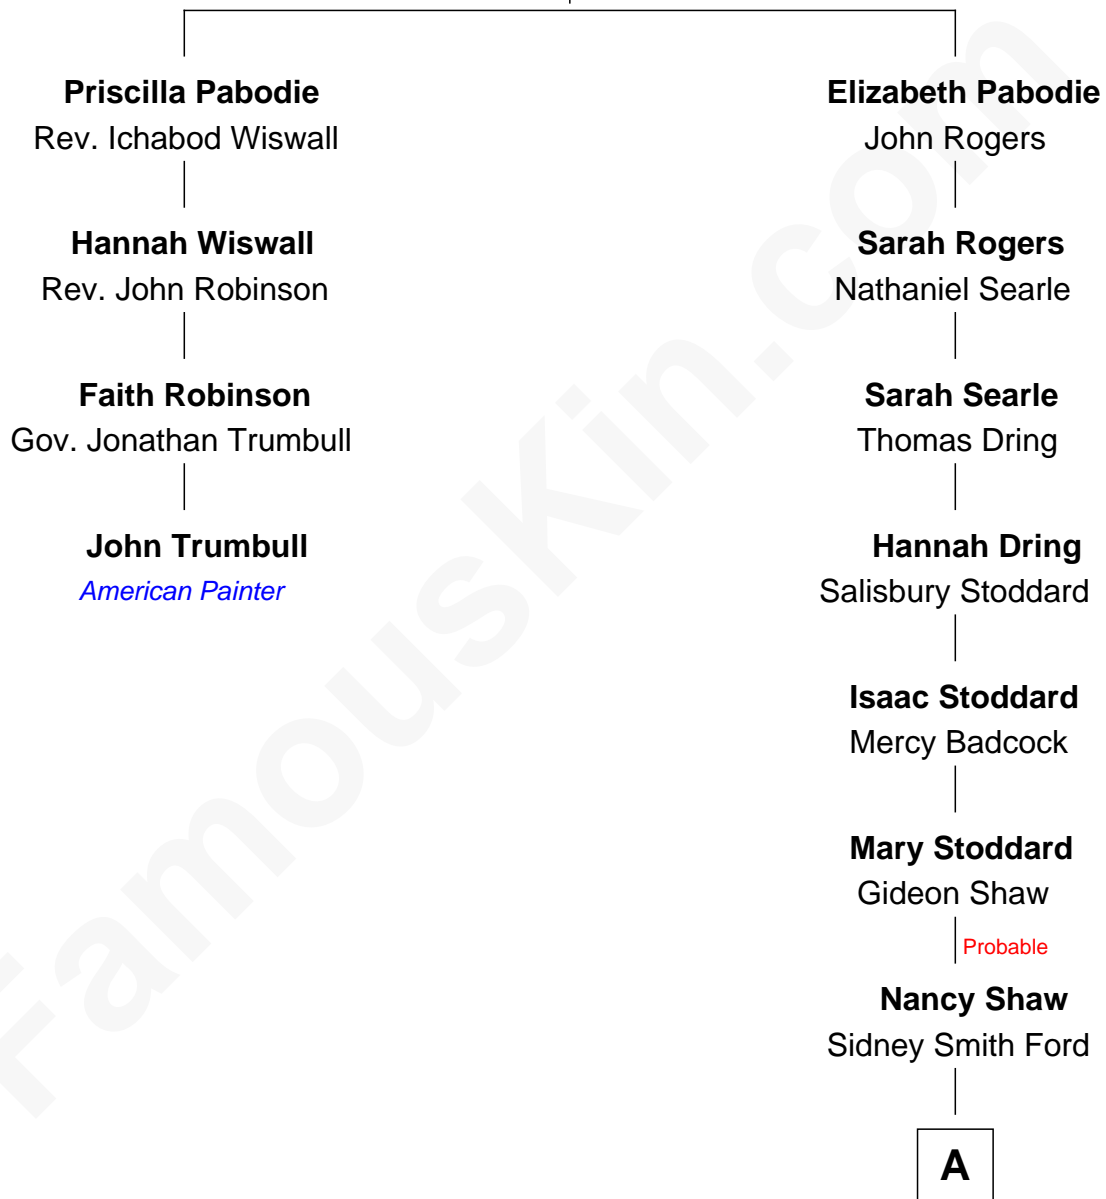 Priscilla Pabodie
Rev. Ichabod Wiswall
Hannah Wiswall
Rev. John Robinson
Faith Robinson
Gov. Jonathan Trumbull
John Trumbull
American Painter
Elizabeth Pabodie
John Rogers
Sarah Rogers
Nathaniel Searle
Sarah Searle
Thomas Dring
Hannah Dring
Salisbury Stoddard
Isaac Stoddard
Mercy Badcock
Mary Stoddard
Gideon Shaw
Probable
Nancy Shaw
Sidney Smith Ford
A
FamousKin.com